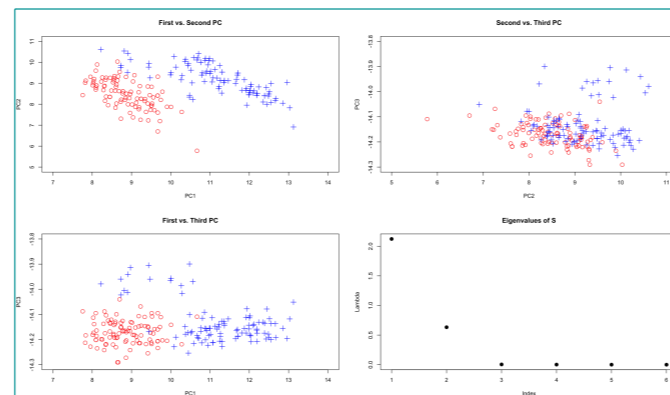 First vs. Second PC
11
10
9
8
7
6
5
PC2
7 8 9 10 11 12 13 14
PC1
Second vs. Third PC
-13.8
-13.9
-14.0
-14.1
-14.2
-14.3
PC3
5 6 7 8 9 10 11
PC2
First vs. Third PC
-13.8
-13.9
-14.0
-14.1
-14.2
-14.3
PC3
7 8 9 10 11 12 13 14
PC1
Eigenvalues of S
2.0
1.5
1.0
0.5
0.0
Lambda
1 2 3 4 5 6
Index